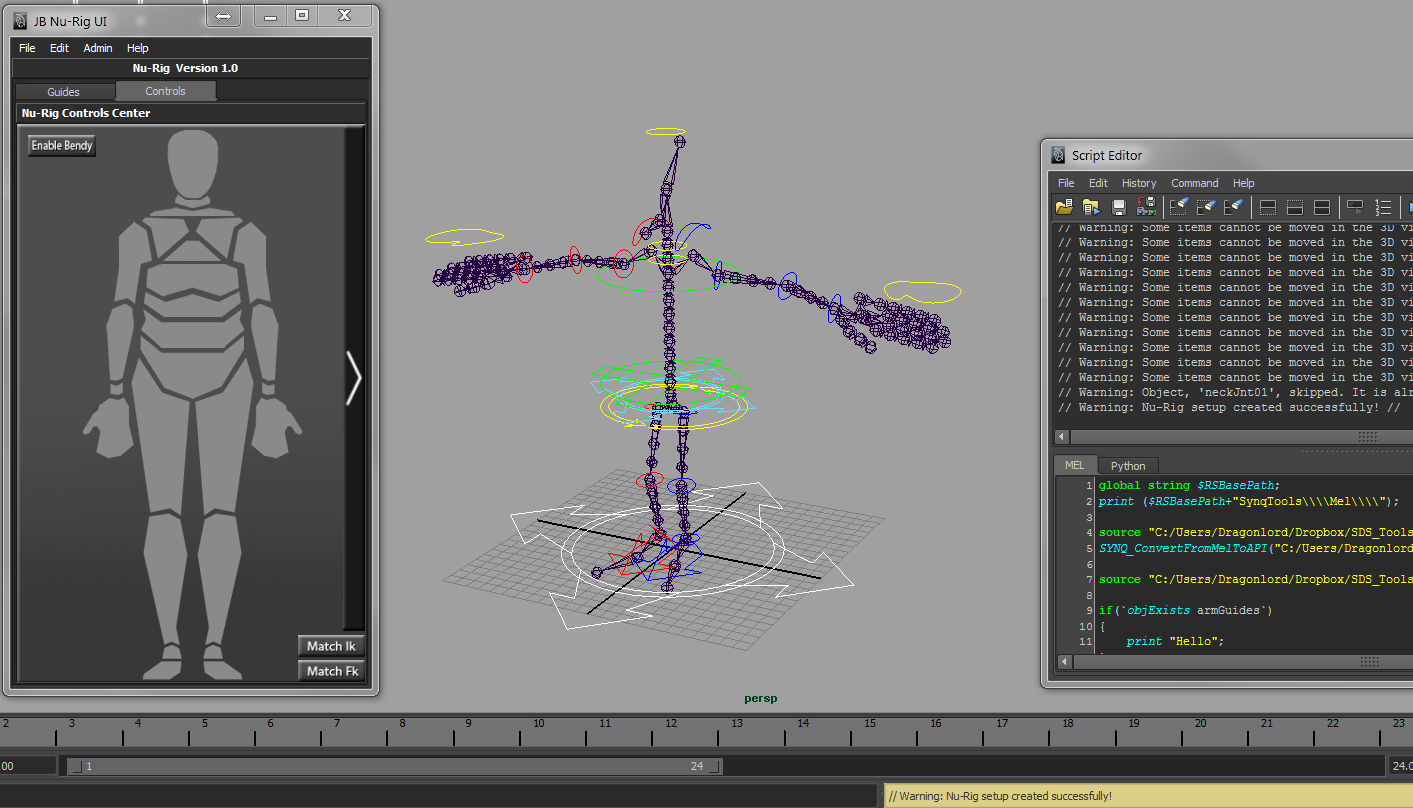 JB Nu-Rig UI
File Edit Admin Help
Nu-Rig Version 1.0
Guides Controls
Nu-Rig Controls Center
Enable Bendy
Match Ik
Match Fk
persp
Script Editor
File Edit History Command Help
// Warning: Some items cannot be moved in the 3D vi
// Warning: Some items cannot be moved in the 3D vi
// Warning: Some items cannot be moved in the 3D vi
// Warning: Some items cannot be moved in the 3D vi
// Warning: Some items cannot be moved in the 3D vi
// Warning: Some items cannot be moved in the 3D vi
// Warning: Some items cannot be moved in the 3D vi
// Warning: Some items cannot be moved in the 3D vi
// Warning: Some items cannot be moved in the 3D vi
// Warning: Some items cannot be moved in the 3D vi
// Warning: Some items cannot be moved in the 3D vi
// Warning: Object, 'neckJnt01', skipped. It is alr
// Warning: Nu-Rig setup created successfully! //
MEL Python
1 global string $RSBasePath;
2 print ($RSBasePath+"SynqTools\\\\Mel\\\\");
3
4 source "C:/Users/Dragonlord/Dropbox/SDS_Tools
5 SYNQ_ConvertFromMelToAPI("C:/Users/Dragonlord
6
7 source "C:/Users/Dragonlord/Dropbox/SDS_Tools
8
9 if(`objExists armGuides`)
10 {
11 print "Hello";
2 3 4 5 6 7 8 9 10 11 12 13 14 15 16 17 18 19 20 21 22 23
00 1 24 24.0
// Warning: Nu-Rig setup created successfully!